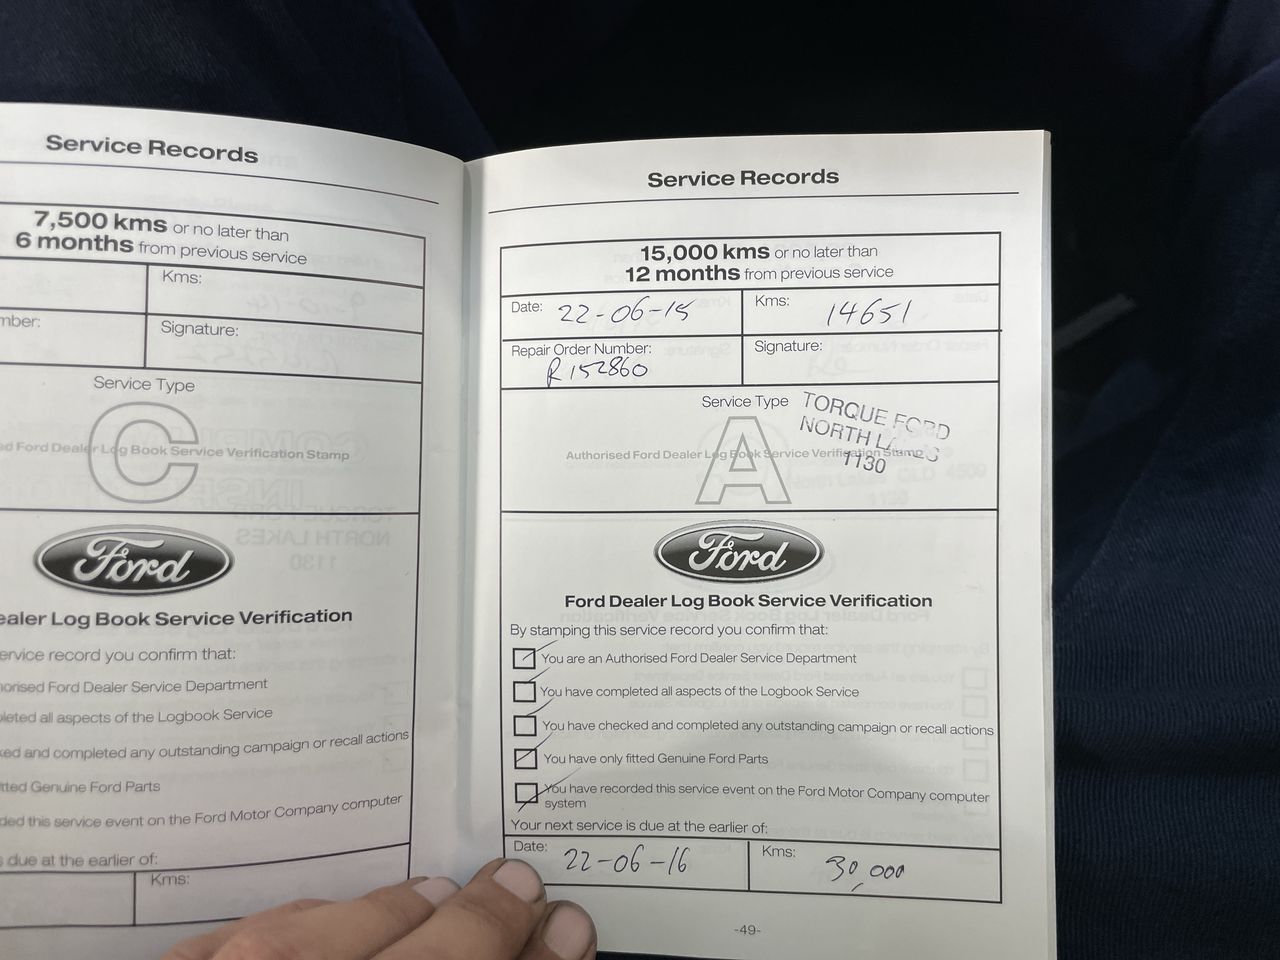 Service Records
7,500 kms or no later than
6 months from previous service
Kms:
mber:
Signature:
Service Type
C
ed Ford Dealer Log Book Service Verification Stamp
Ford
ealer Log Book Service Verification
ervice record you confirm that:
horised Ford Dealer Service Department
pleted all aspects of the Logbook Service
ked and completed any outstanding campaign or recall actions
itted Genuine Ford Parts
ded this service event on the Ford Motor Company computer
s due at the earlier of:
Kms:
Service Records
15,000 kms or no later than
12 months from previous service
Date: 22-06-15
Kms: 14651
Repair Order Number:
R152860
Signature:
Service Type
A
Authorised Ford Dealer Log Book Service Verification Stamp
TORQUE FORD
NORTH LAKES
1130
Ford
Ford Dealer Log Book Service Verification
By stamping this service record you confirm that:
You are an Authorised Ford Dealer Service Department
You have completed all aspects of the Logbook Service
You have checked and completed any outstanding campaign or recall actions
You have only fitted Genuine Ford Parts
You have recorded this service event on the Ford Motor Company computer
system
Your next service is due at the earlier of:
Date: 22-06-16
Kms: 30,000
-49-